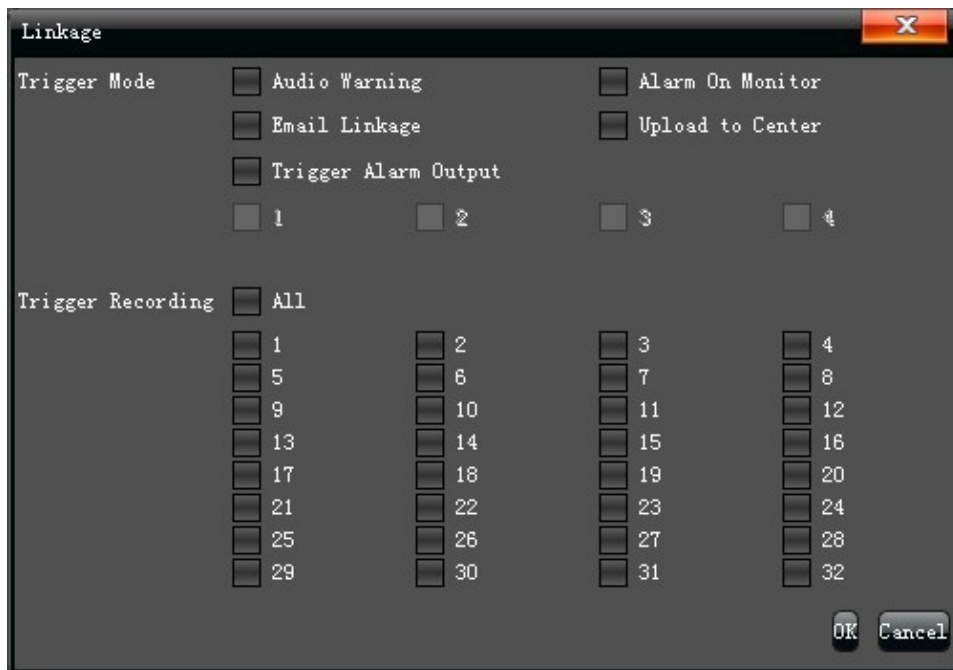 Linkage
Trigger Mode Audio Warning Alarm On Monitor
Email Linkage Upload to Center
Trigger Alarm Output
1 2 3 4
Trigger Recording All
1 2 3 4
5 6 7 8
9 10 11 12
13 14 15 16
17 18 19 20
21 22 23 24
25 26 27 28
29 30 31 32
OK Cancel